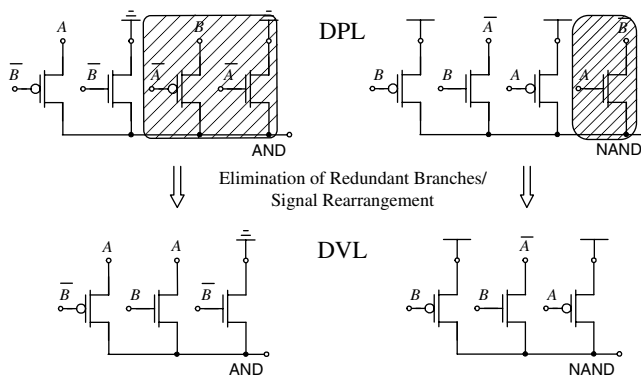 A B DPL A̅ B̅
B̅ B̅ A̅ A̅ B B A A
AND NAND
Elimination of Redundant Branches/
Signal Rearrangement
DVL
A A A̅
B̅ B B̅ B B A
AND NAND